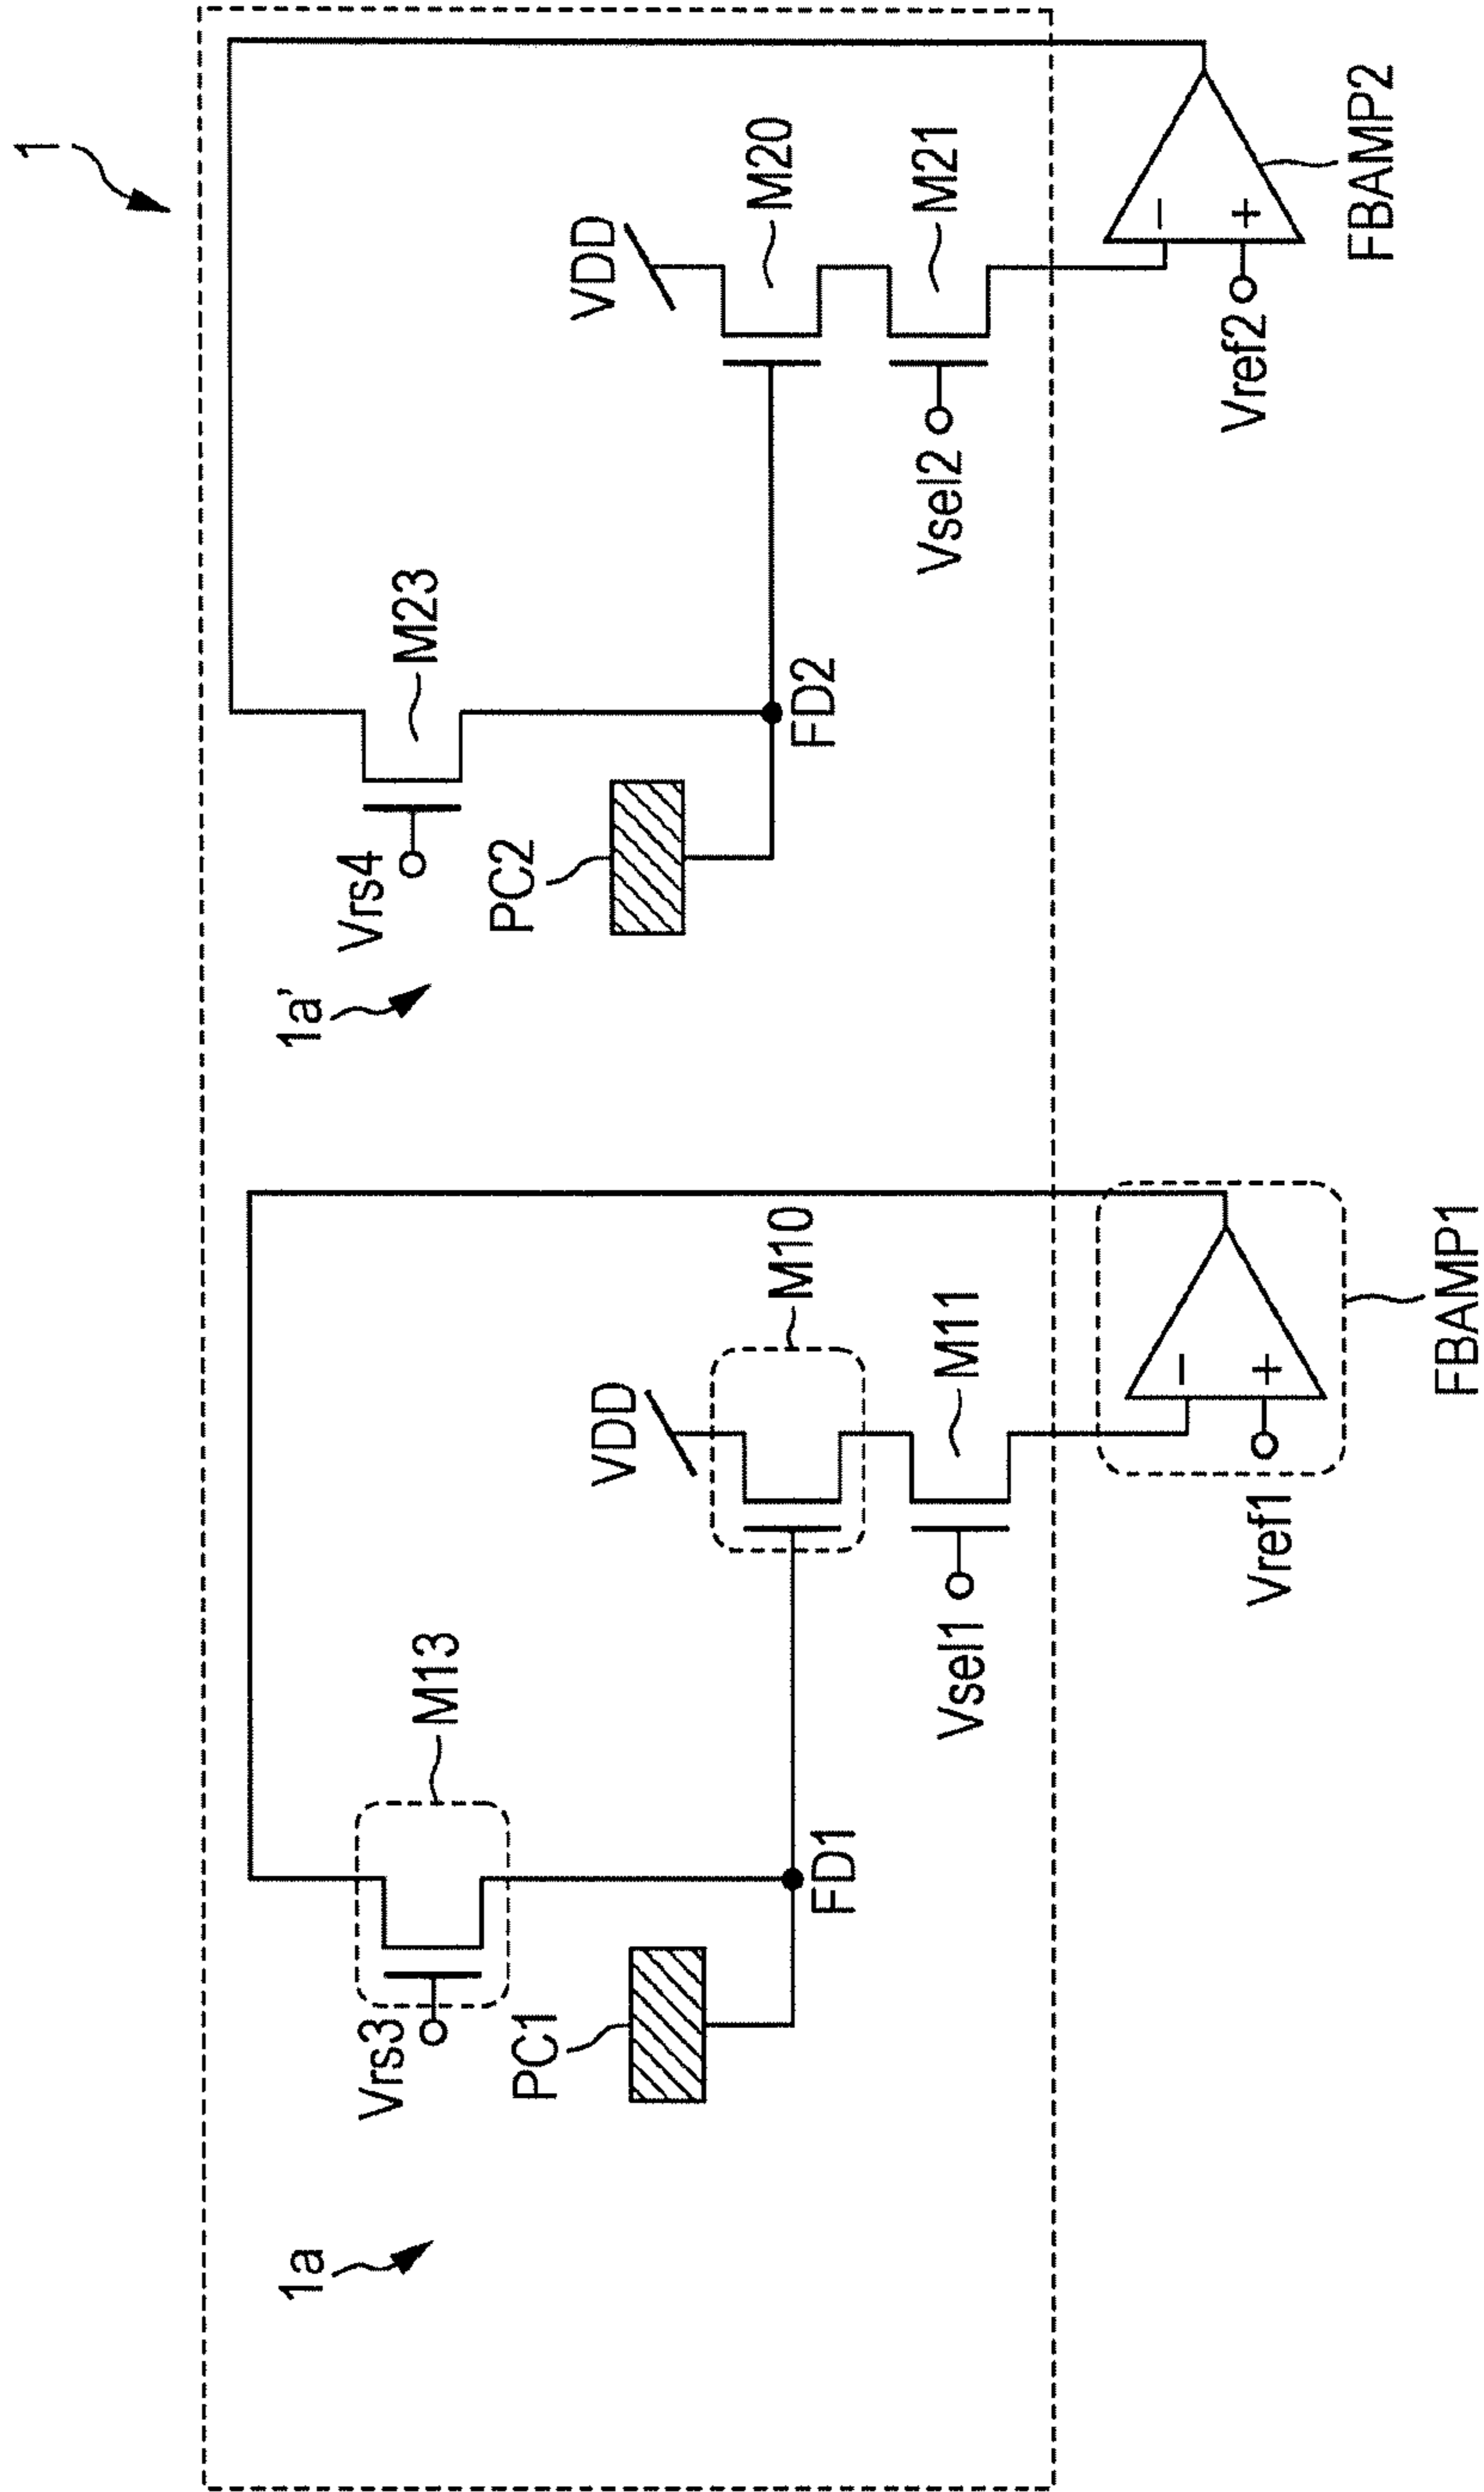 1
1a
Vrs3
M13
PC1
FD1
VDD
M10
M11
Vsel1
−
+
Vref1
FBAMP1
1a'
Vrs4
M23
PC2
FD2
VDD
M20
M21
Vsel2
−
+
Vref2
FBAMP2